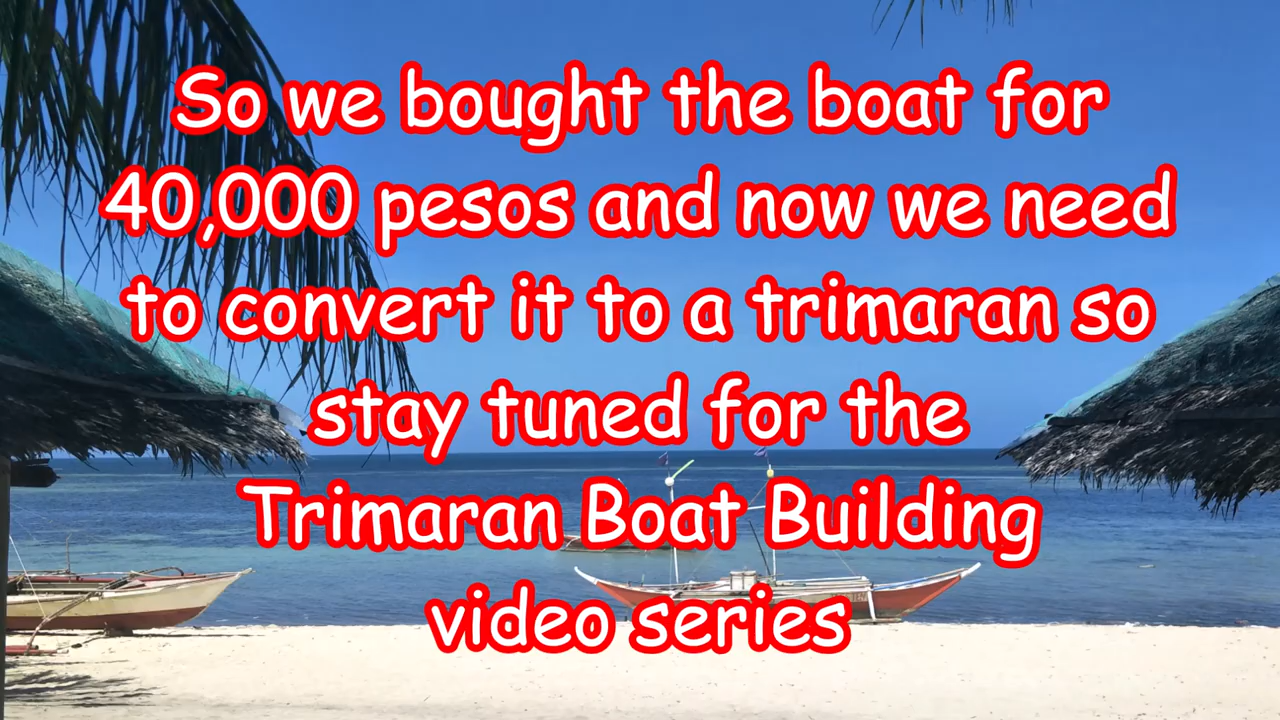 So we bought the boat for
40,000 pesos and now we need
to convert it to a trimaran so
stay tuned for the
Trimaran Boat Building
video series